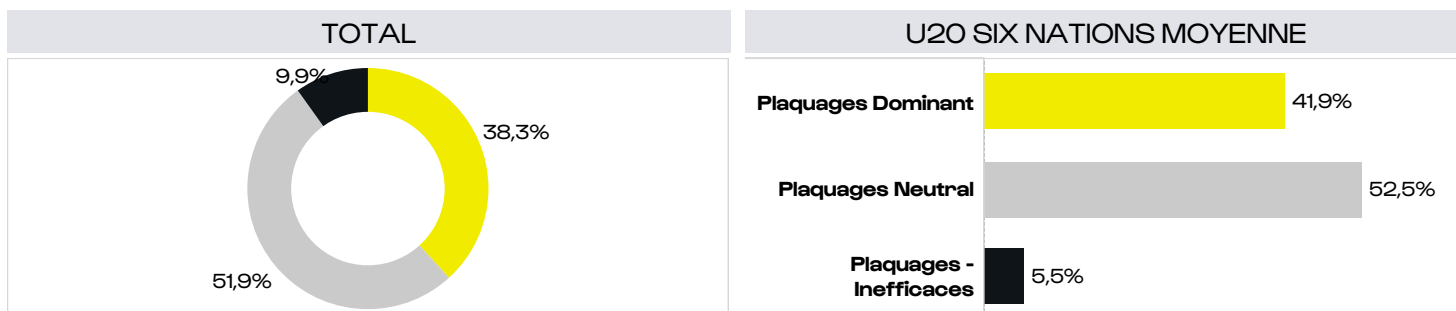 TOTAL
9,9%
38,3%
51,9%
U20 SIX NATIONS MOYENNE
Plaquages Dominant
41,9%
Plaquages Neutral
52,5%
Plaquages -
Inefficaces
5,5%